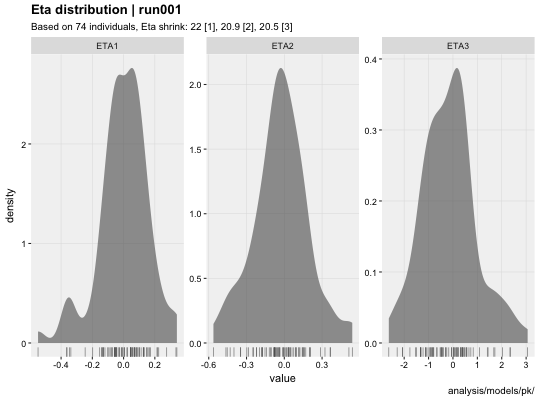 Eta distribution | run001
Based on 74 individuals, Eta shrink: 22 [1], 20.9 [2], 20.5 [3]
ETA1 ETA2 ETA3
density
2
1
0
2.0
1.5
1.0
0.5
0.0
0.4
0.3
0.2
0.1
0.0
-0.4 -0.2 0.0 0.2
-0.6 -0.3 0.0 0.3
-2 -1 0 1 2 3
value
analysis/models/pk/